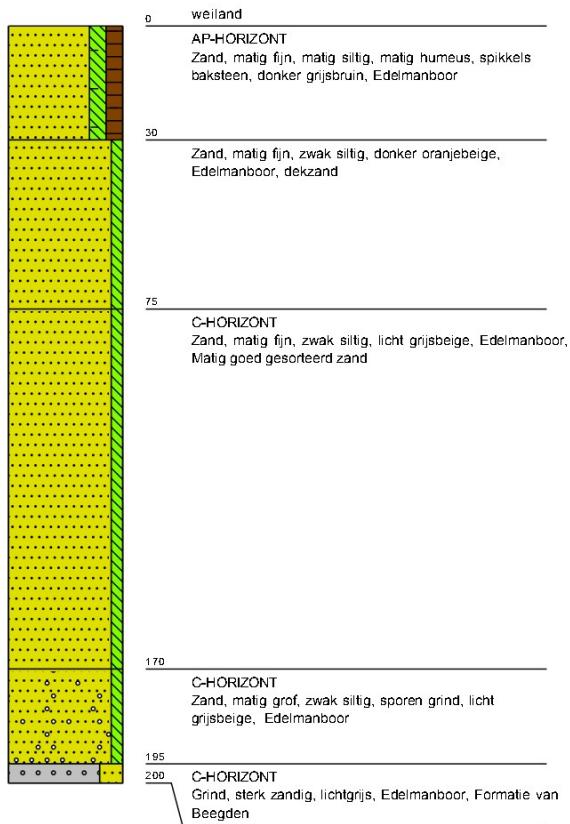 0 weiland
AP-HORIZONT
Zand, matig fijn, matig siltig, matig humeus, spikkels
baksteen, donker grijsbruin, Edelmanboor
30
Zand, matig fijn, zwak siltig, donker oranjebeige,
Edelmanboor, dekzand
75
C-HORIZONT
Zand, matig fijn, zwak siltig, licht grijsbeige, Edelmanboor,
Matig goed gesorteerd zand
170
C-HORIZONT
Zand, matig grof, zwak siltig, sporen grind, licht
grijsbeige, Edelmanboor
195
200 C-HORIZONT
Grind, sterk zandig, lichtgrijs, Edelmanboor, Formatie van
Beegden